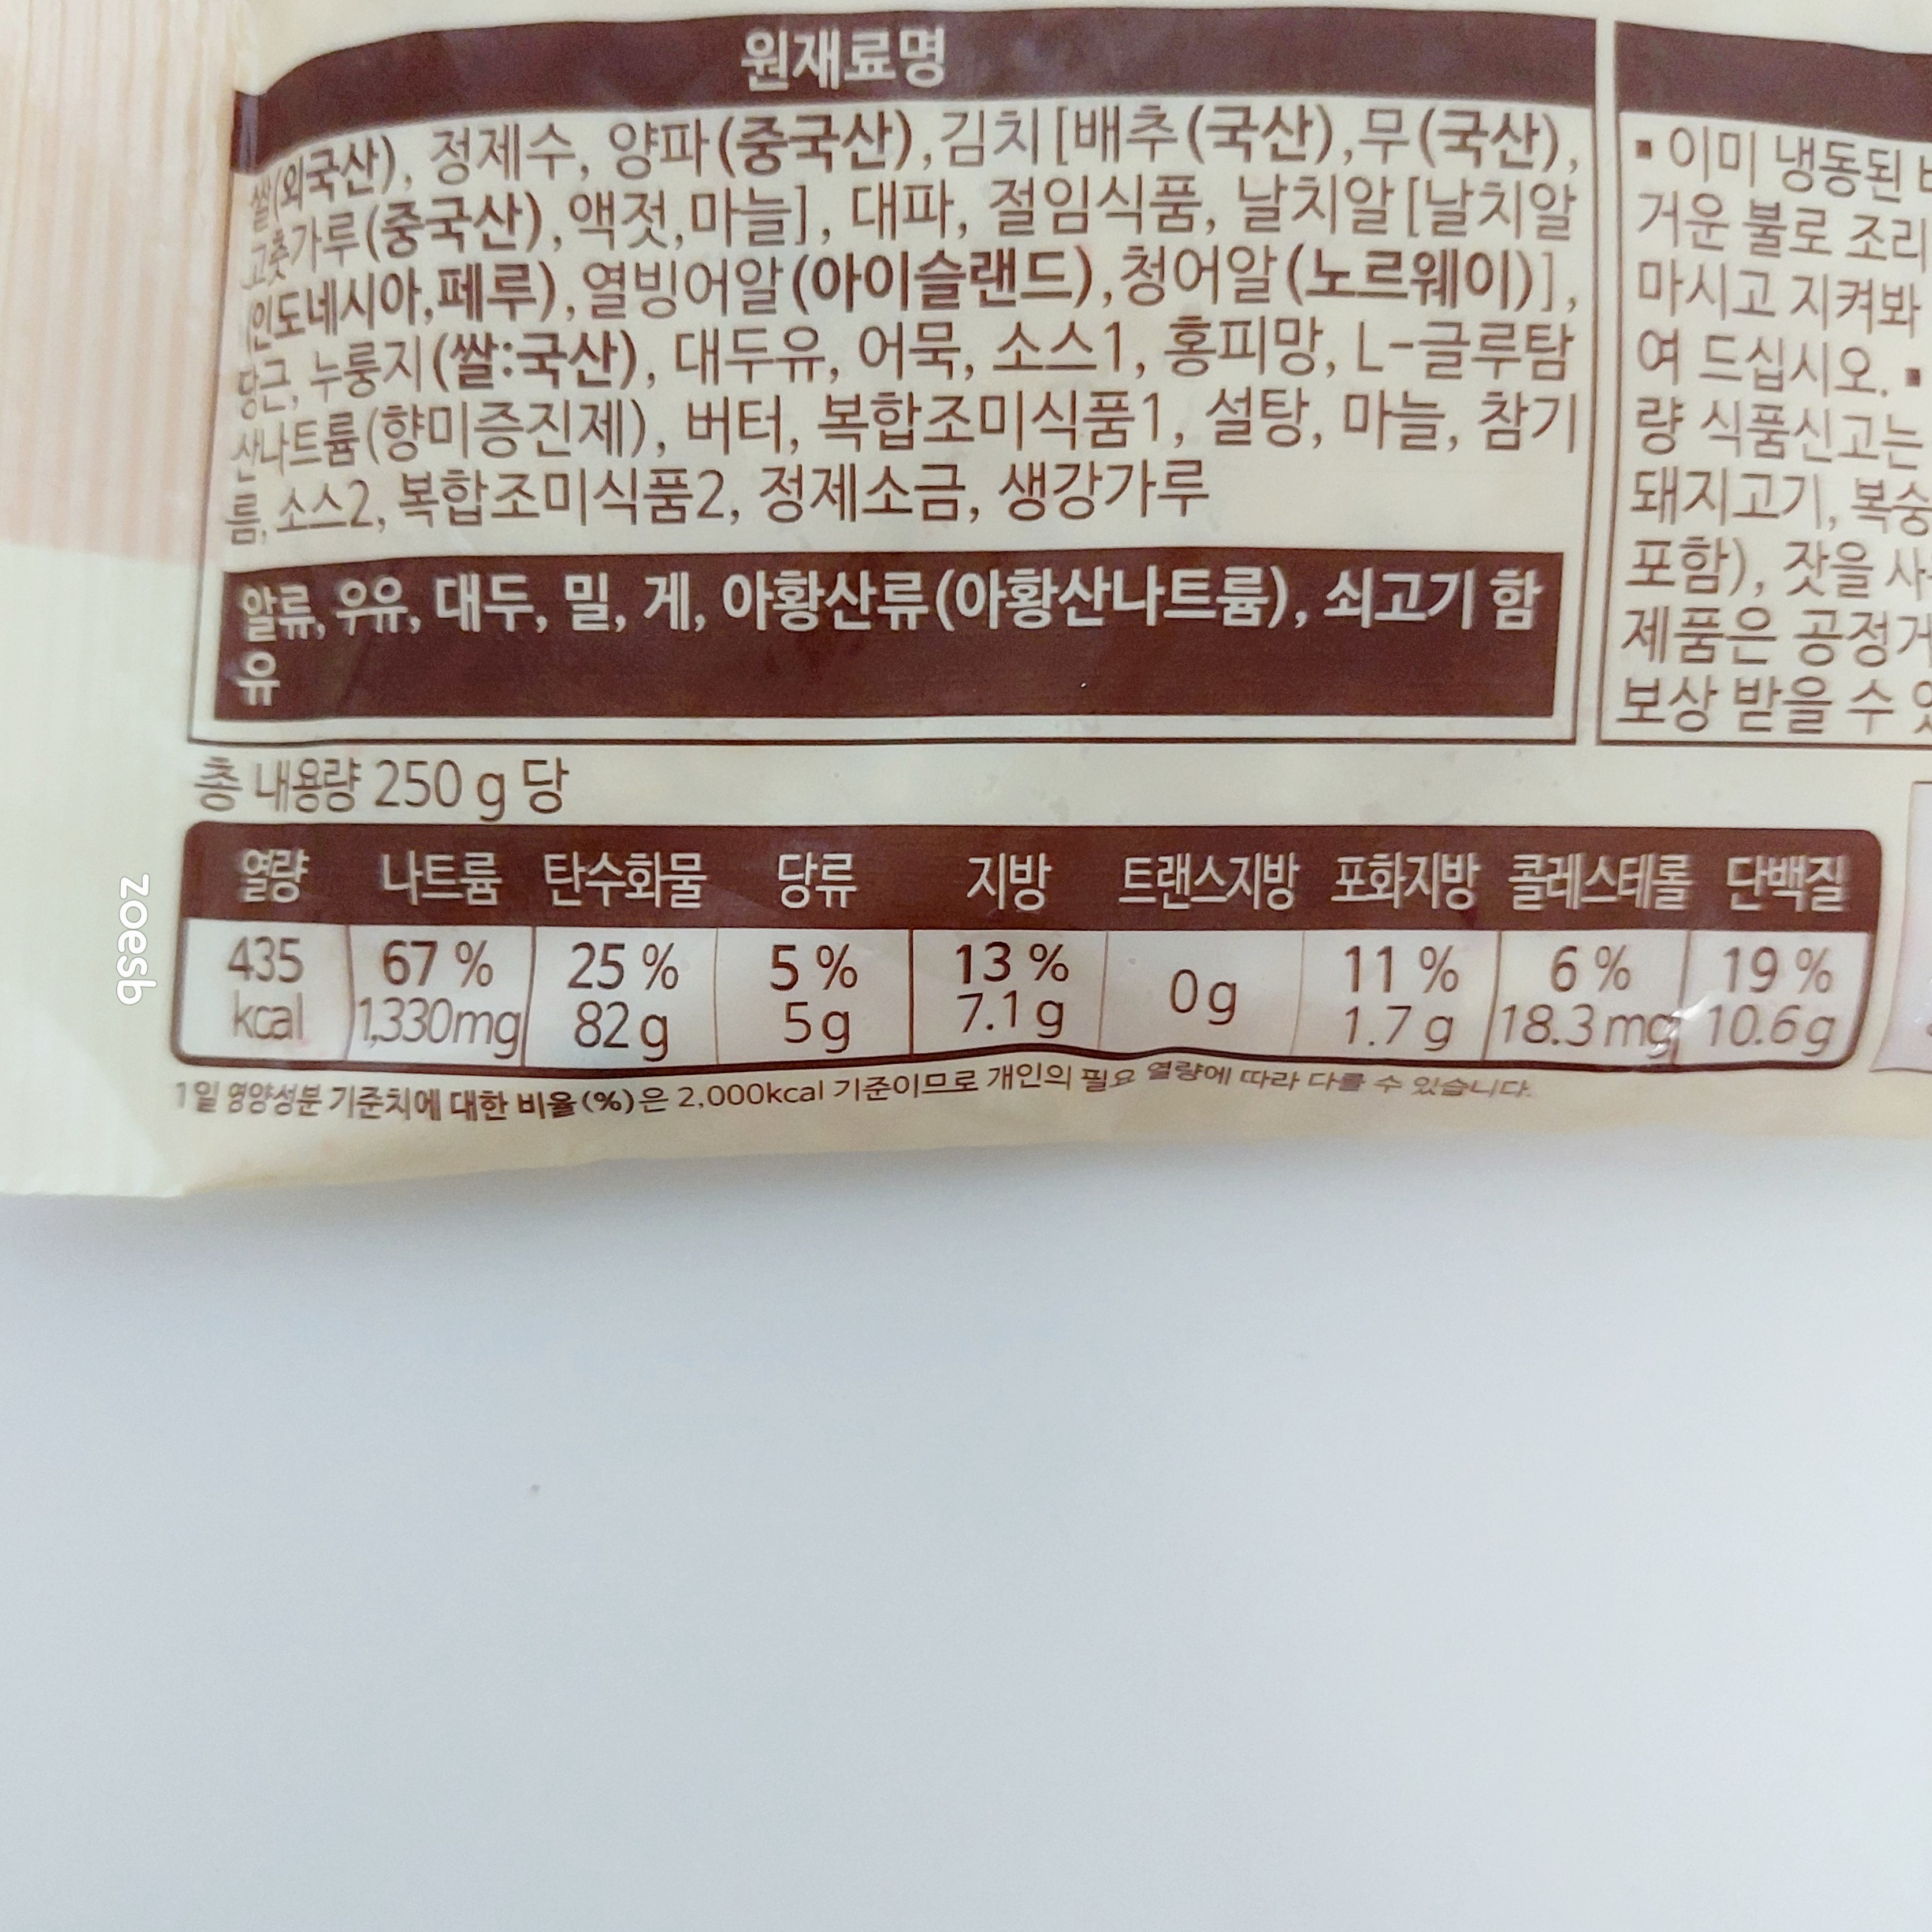 원재료명
쌀(외국산), 정제수, 양파(중국산),김치[배추(국산),무(국산),
고춧가루(중국산),액젓,마늘], 대파, 절임식품, 날치알[날치알
(인도네시아,페루),열빙어알(아이슬랜드),청어알(노르웨이)],
당근, 누룽지(쌀:국산), 대두유, 어묵, 소스1, 홍피망, L-글루탐
산나트륨(향미증진제), 버터, 복합조미식품1, 설탕, 마늘, 참기
름, 소스2, 복합조미식품2, 정제소금, 생강가루
알류, 우유, 대두, 밀, 게, 아황산류(아황산나트륨), 쇠고기 함
유
▪이미 냉동된
거운 불로 조리
마시고 지켜봐
여 드십시오. ▪
량 식품신고는
돼지고기, 복숭
포함), 잣을
제품은 공정거
보상 받을 수
총 내용량 250 g 당
열량 나트륨 탄수화물 당류 지방 트랜스지방 포화지방 콜레스테롤 단백질
435 67 % 25 % 5 % 13 % 0g 11 % 6 % 19 %
kcal 1,330mg 82g 5g 7.1g 1.7 g 18.3 mg 10.6g
1일 영양성분 기준치에 대한 비율(%)은 2,000kcal 기준이므로 개인의 필요 열량에 따라 다를 수 있습니다.
zoesb